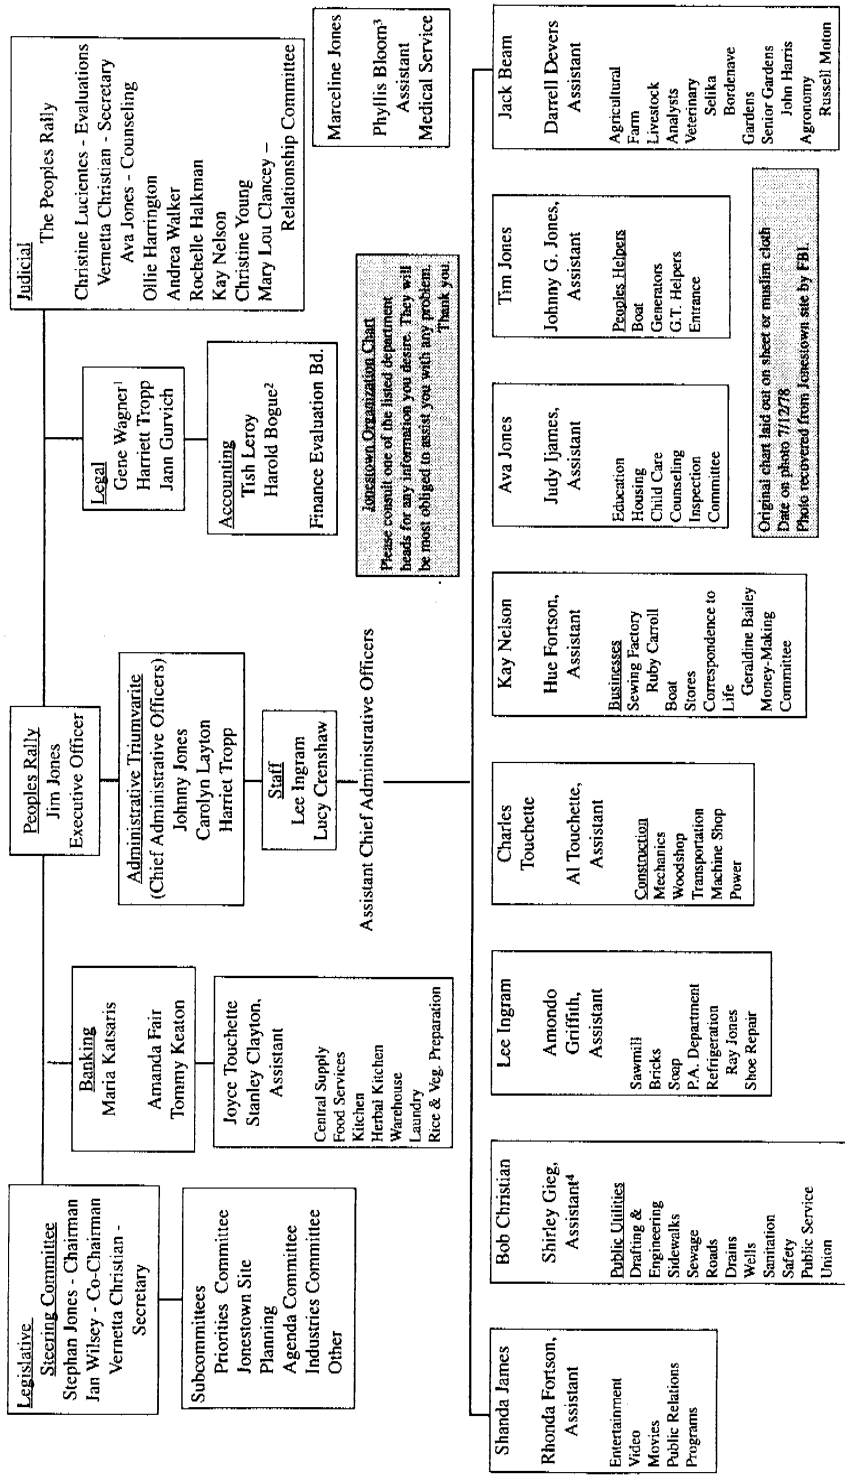 Legislative
Steering Committee
Stephan Jones - Chairman
Jan Wilsey - Co-Chairman
Vernetta Christian -
Secretary
Subcommittees
Priorities Committee
Jonestown Site
Planning
Agenda Committee
Industries Committee
Other
Banking
Maria Katsaris
Amanda Fair
Tommy Keaton
Joyce Touchette
Stanley Clayton,
Assistant
Central Supply
Food Services
Kitchen
Herbal Kitchen
Warehouse
Laundry
Rice & Veg. Preparation
Peoples Rally
Jim Jones
Executive Officer
Administrative Triumvarite
(Chief Administrative Officers)
Johnny Jones
Carolyn Layton
Harriet Tropp
Staff
Lee Ingram
Lucy Crenshaw
Assistant Chief Administrative Officers
Legal
Gene Wagner¹
Harriett Tropp
Jann Gurvich
Accounting
Tish Leroy
Harold Bogue²
Finance Evaluation Bd.
Judicial
The Peoples Rally
Christine Lucientes - Evaluations
Vernetta Christian - Secretary
Ava Jones - Counseling
Ollie Harrington
Andrea Walker
Rochelle Halkman
Kay Nelson
Christine Young
Mary Lou Clancey –
Relationship Committee
Jonestown Organization Chart
Please consult one of the listed department
heads for any information you desire. They will
be most obliged to assist you with any problem.
Thank you.
Marceline Jones
Phyllis Bloom³
Assistant
Medical Service
Shanda James
Rhonda Fortson,
Assistant
Entertainment
Video
Movies
Public Relations
Programs
Bob Christian
Shirley Gieg,
Assistant⁴
Public Utilities
Drafting &
Engineering
Sidewalks
Sewage
Roads
Drains
Wells
Sanitation
Safety
Public Service
Union
Lee Ingram
Amondo
Griffith,
Assistant
Sawmill
Bricks
Soap
P.A. Department
Refrigeration
Ray Jones
Shoe Repair
Charles
Touchette
Al Touchette,
Assistant
Construction
Mechanics
Woodshop
Transportation
Machine Shop
Power
Kay Nelson
Hue Fortson,
Assistant
Businesses
Sewing Factory
Ruby Carroll
Boat
Stores
Correspondence to
Life
Geraldine Bailey
Money-Making
Committee
Ava Jones
Judy Ijames,
Assistant
Education
Housing
Child Care
Counseling
Inspection
Committee
Tim Jones
Johnny G. Jones,
Assistant
Peoples Helpers
Boat
Generators
G.T. Helpers
Entrance
Jack Beam
Darrell Devers
Assistant
Agricultural
Farm
Livestock
Analysts
Veterinary
Selika
Bordenave
Gardens
Senior Gardens
John Harris
Agronomy
Russell Moton
Original chart laid out on sheet or muslim cloth
Date on photo 7/12/78
Photo recovered from Jonestown site by FBI.